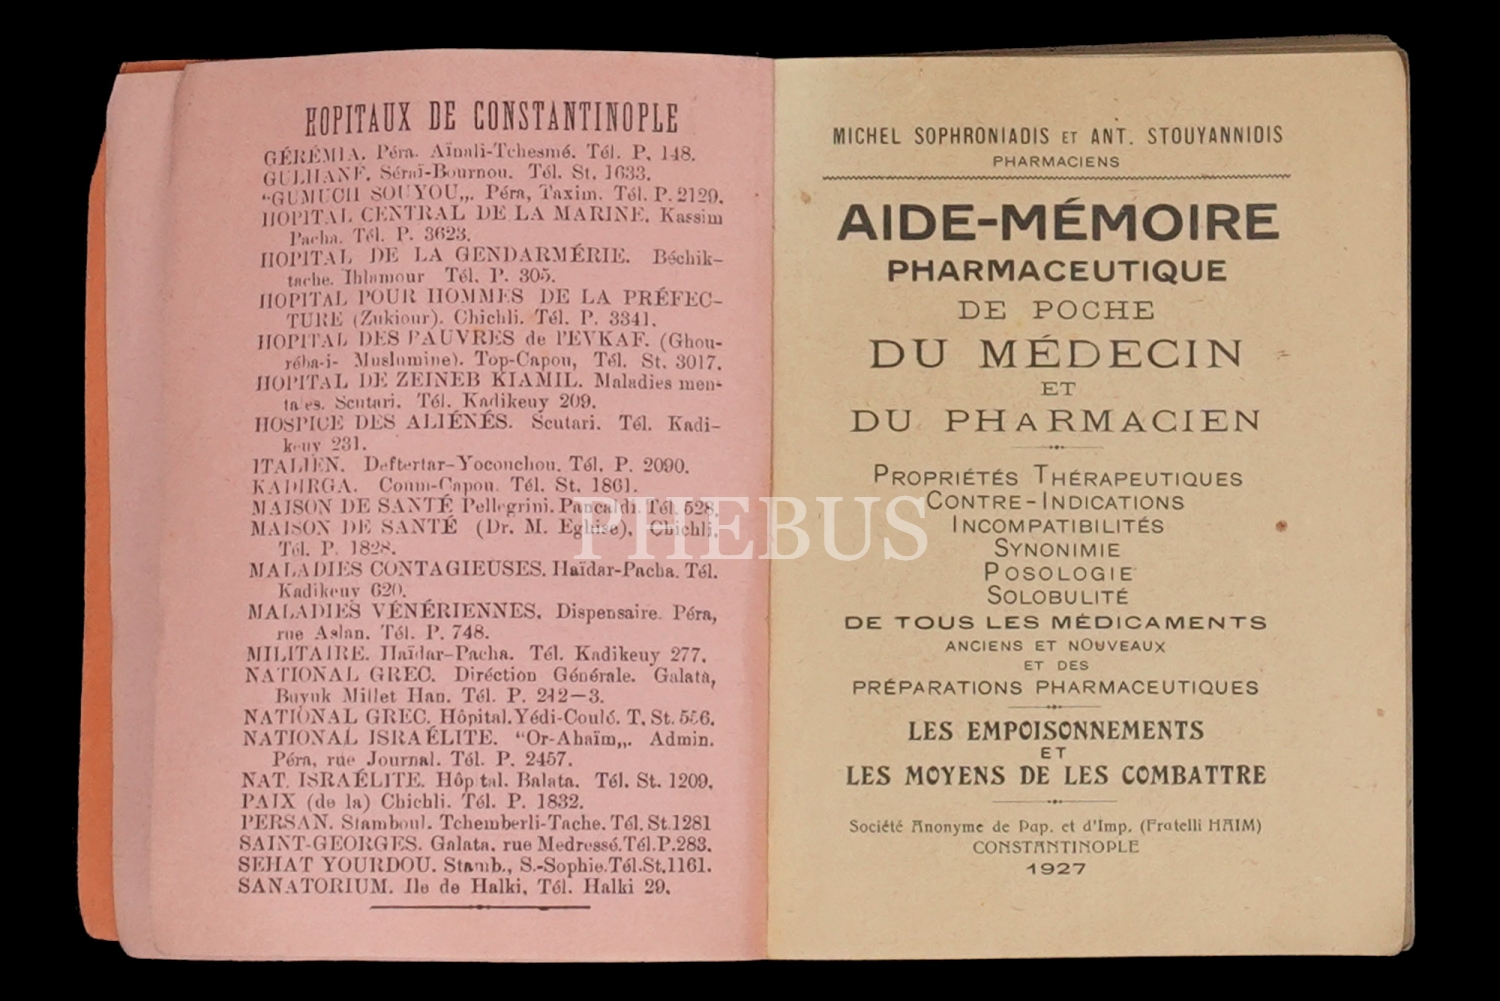 HOPITAUX DE CONSTANTINOPLE
GÉRÉMIA. Péra. Aïnali-Tchesmé. Tél. P. 148.
GULHANE. Séraï-Bournou. Tél. St. 1633.
“GUMUCH SOUYOU„. Péra, Taxim. Tél. P. 2129.
HOPITAL CENTRAL DE LA MARINE. Kassim
Pacha. Tél. P. 3623.
HOPITAL DE LA GENDARMÉRIE. Béchik-
tache. Ihlamour Tél. P. 305.
HOPITAL POUR HOMMES DE LA PRÉFEC-
TURE (Zukiour). Chichli. Tél. P. 3341.
HOPITAL DES PAUVRES de l'EVKAF. (Ghou-
réba-i- Muslumine). Top-Capou, Tél. St. 3017.
HOPITAL DE ZEINEB KIAMIL. Maladies men-
tales. Scutari. Tél. Kadikeuy 209.
HOSPICE DES ALIÉNÉS. Scutari. Tél. Kadi-
keuy 231.
ITALIEN. Deftertar-Yocouchou. Tél. P. 2090.
KADIRGA. Coum-Capou. Tél. St. 1861.
MAISON DE SANTÉ Pellegrini. Pancaldi. Tél. 528.
MAISON DE SANTÉ (Dr. M. Eghise), Chichli.
Tél. P. 1828.
MALADIES CONTAGIEUSES. Haïdar-Pacha. Tél.
Kadikeuy 620.
MALADIES VÉNÉRIENNES. Dispensaire. Péra,
rue Aslan. Tél. P. 748.
MILITAIRE. Haïdar-Pacha. Tél. Kadikeuy 277.
NATIONAL GREC. Diréction Générale. Galata,
Buyuk Millet Han. Tél. P. 242—3.
NATIONAL GREC. Hôpital. Yédi-Coulé. T. St. 556.
NATIONAL ISRAÉLITE. “Or-Ahaïm„. Admin.
Péra, rue Journal. Tél. P. 2457.
NAT. ISRAÉLITE. Hôpital. Balata. Tél. St. 1209.
PAIX (de la) Chichli. Tél. P. 1832.
PERSAN. Stamboul. Tchemberli-Tache. Tél. St. 1281
SAINT-GEORGES. Galata. rue Medressé. Tél. P. 283.
SEHAT YOURDOU. Stamb., S.-Sophie. Tél. St. 1161.
SANATORIUM. Ile de Halki, Tél. Halki 29.
MICHEL SOPHRONIADIS ET ANT. STOUYANNIDIS
PHARMACIENS
AIDE-MÉMOIRE
PHARMACEUTIQUE
DE POCHE
DU MÉDECIN
ET
DU PHARMACIEN
PROPRIÉTÉS THÉRAPEUTIQUES
CONTRE-INDICATIONS
INCOMPATIBILITÉS
SYNONIMIE
POSOLOGIE
SOLOBULITÉ
DE TOUS LES MÉDICAMENTS
ANCIENS ET NOUVEAUX
ET DES
PRÉPARATIONS PHARMACEUTIQUES
LES EMPOISONNEMENTS
ET
LES MOYENS DE LES COMBATTRE
Société Anonyme de Pap. et d'Imp. (Fratelli HAIM)
CONSTANTINOPLE
1927
PHEBUS